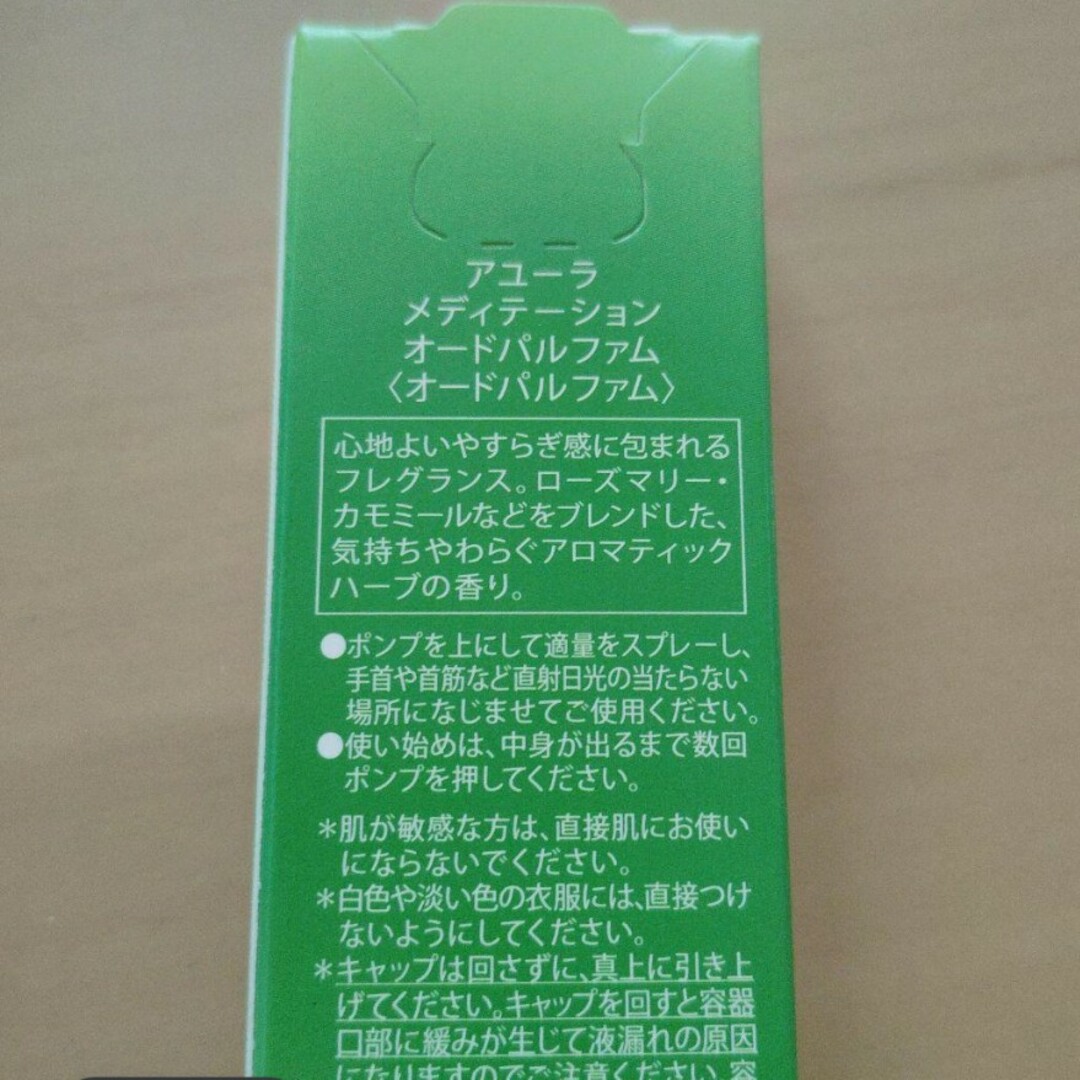 アユーラ
メディテーション
オードパルファム
〈オードパルファム〉
心地よいやすらぎ感に包まれる
フレグランス。ローズマリー・
カモミールなどをブレンドした、
気持ちやわらぐアロマティック
ハーブの香り。
●ポンプを上にして適量をスプレーし、
手首や首筋など直射日光の当たらない
場所になじませてご使用ください。
●使い始めは、中身が出るまで数回
ポンプを押してください。
＊肌が敏感な方は、直接肌にお使い
にならないでください。
＊白色や淡い色の衣服には、直接つけ
ないようにしてください。
＊キャップは回さずに、真上に引き上
げてください。キャップを回すと容器
口部に緩みが生じて液漏れの原因
になりますのでご注意ください。容